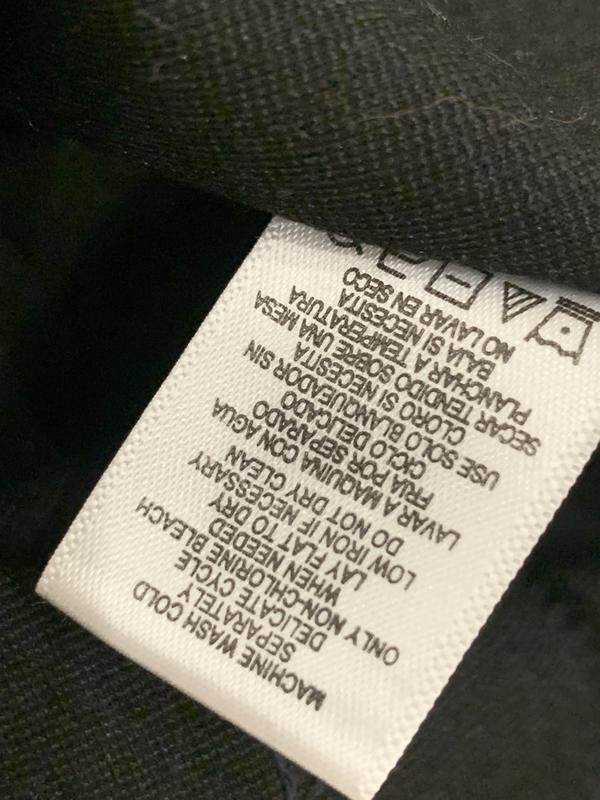 MACHINE WASH COLD
SEPARATELY
DELICATE CYCLE
ONLY NON-CHLORINE BLEACH
WHEN NEEDED
LAY FLAT TO DRY
LOW IRON IF NECESSARY
DO NOT DRY CLEAN
LAVAR A MAQUINA CON AGUA
FRIA POR SEPARADO
CICLO DELICADO
USE SOLO BLANQUEADOR SIN
CLORO SI NECESITA
SECAR TENDIDO SOBRE UNA MESA
PLANCHAR A TEMPERATURA
BAJA SI NECESITA
NO LAVAR EN SECO